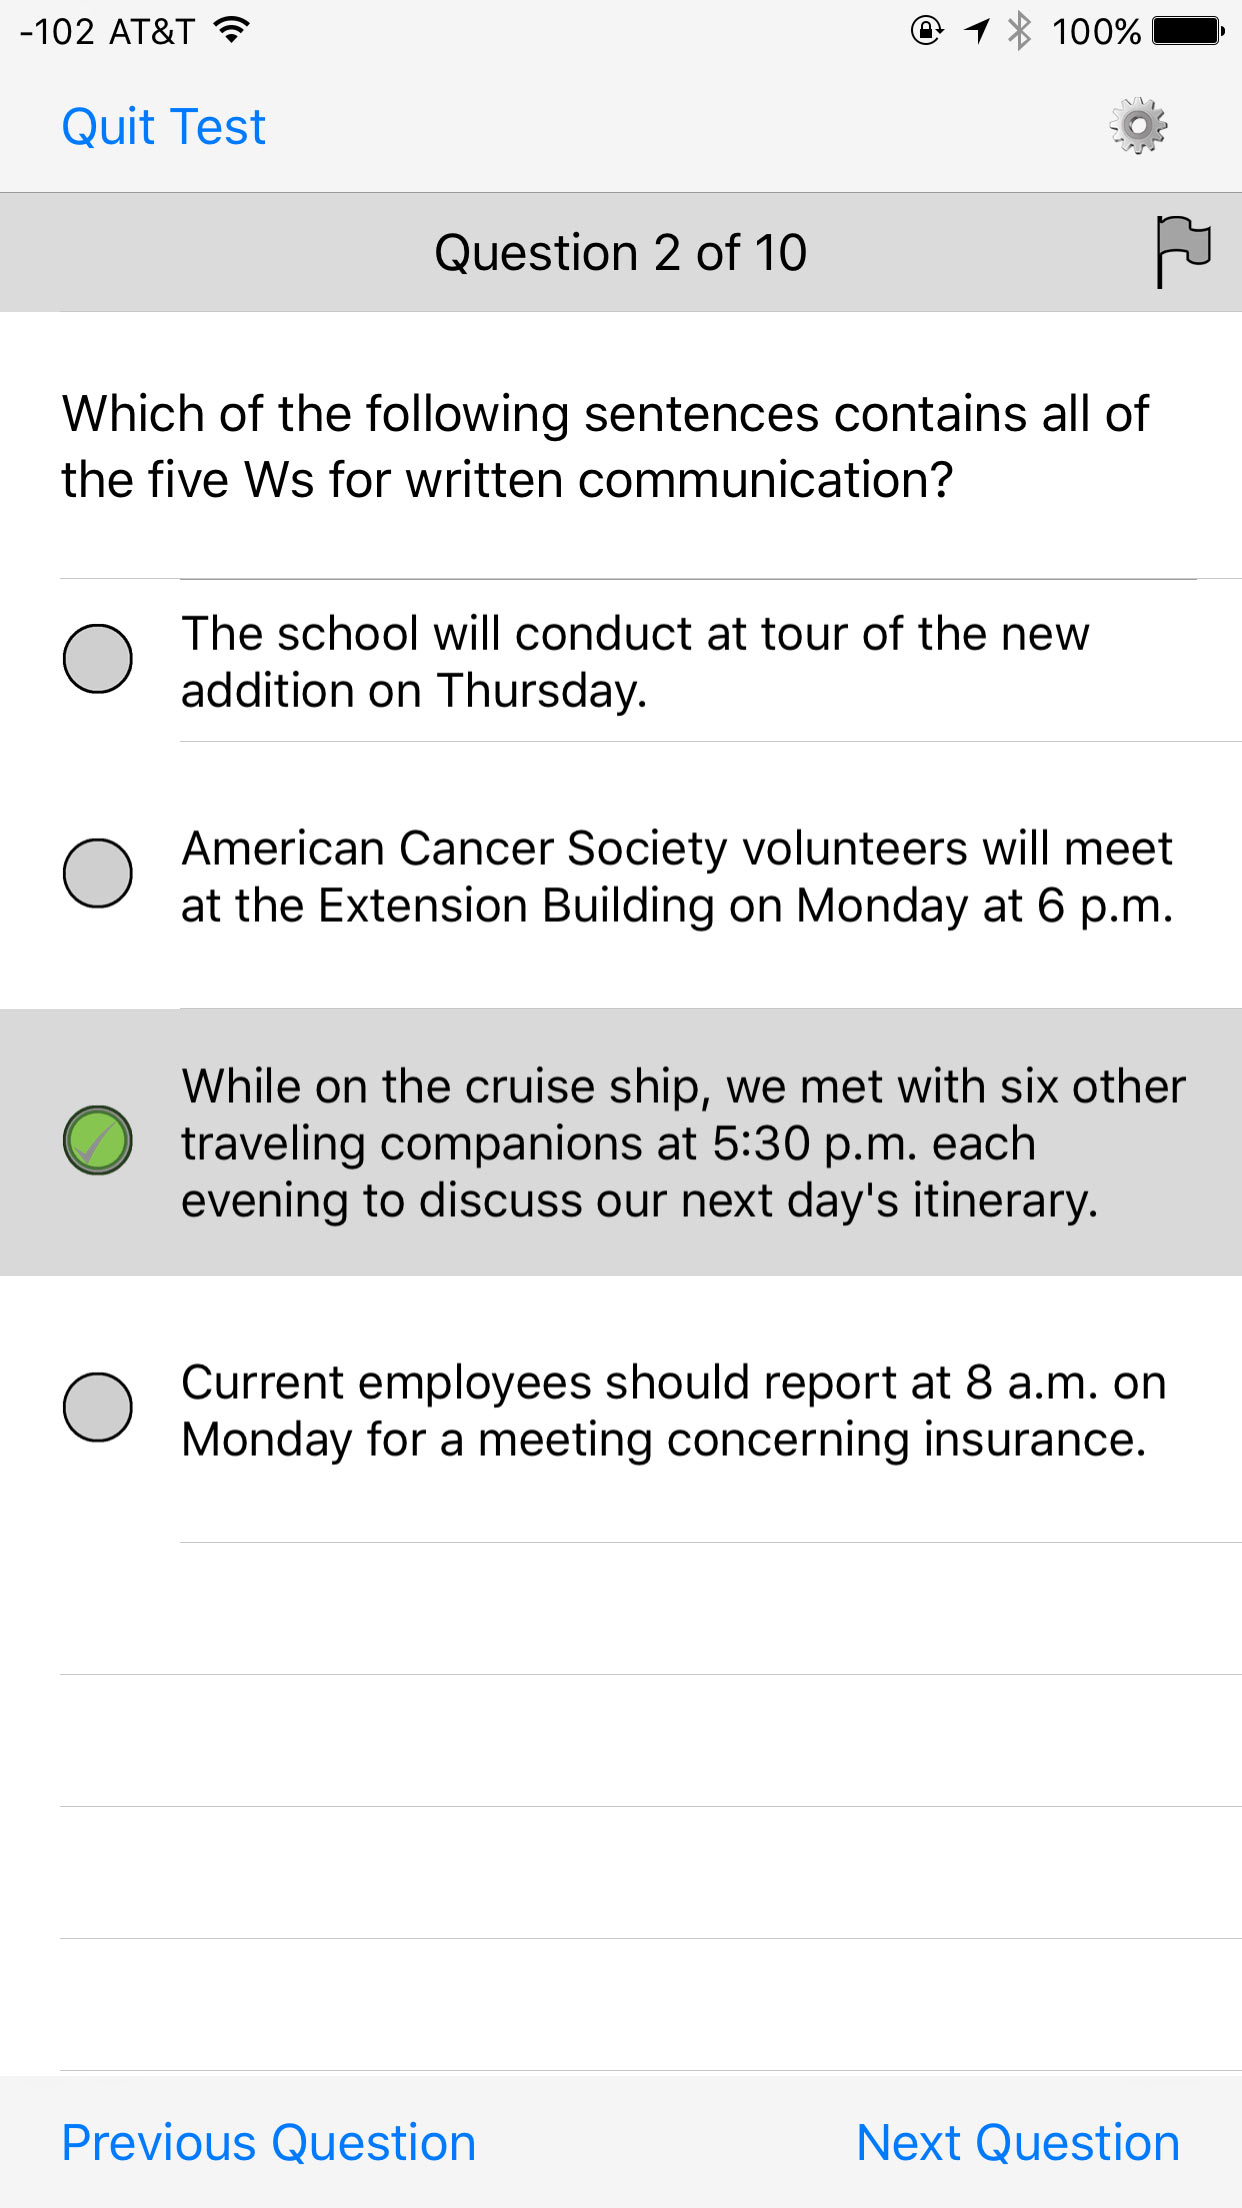 -102 AT&T 100%
Quit Test
Question 2 of 10
Which of the following sentences contains all of
the five Ws for written communication?
The school will conduct at tour of the new
addition on Thursday.
American Cancer Society volunteers will meet
at the Extension Building on Monday at 6 p.m.
While on the cruise ship, we met with six other
traveling companions at 5:30 p.m. each
evening to discuss our next day's itinerary.
Current employees should report at 8 a.m. on
Monday for a meeting concerning insurance.
Previous Question Next Question